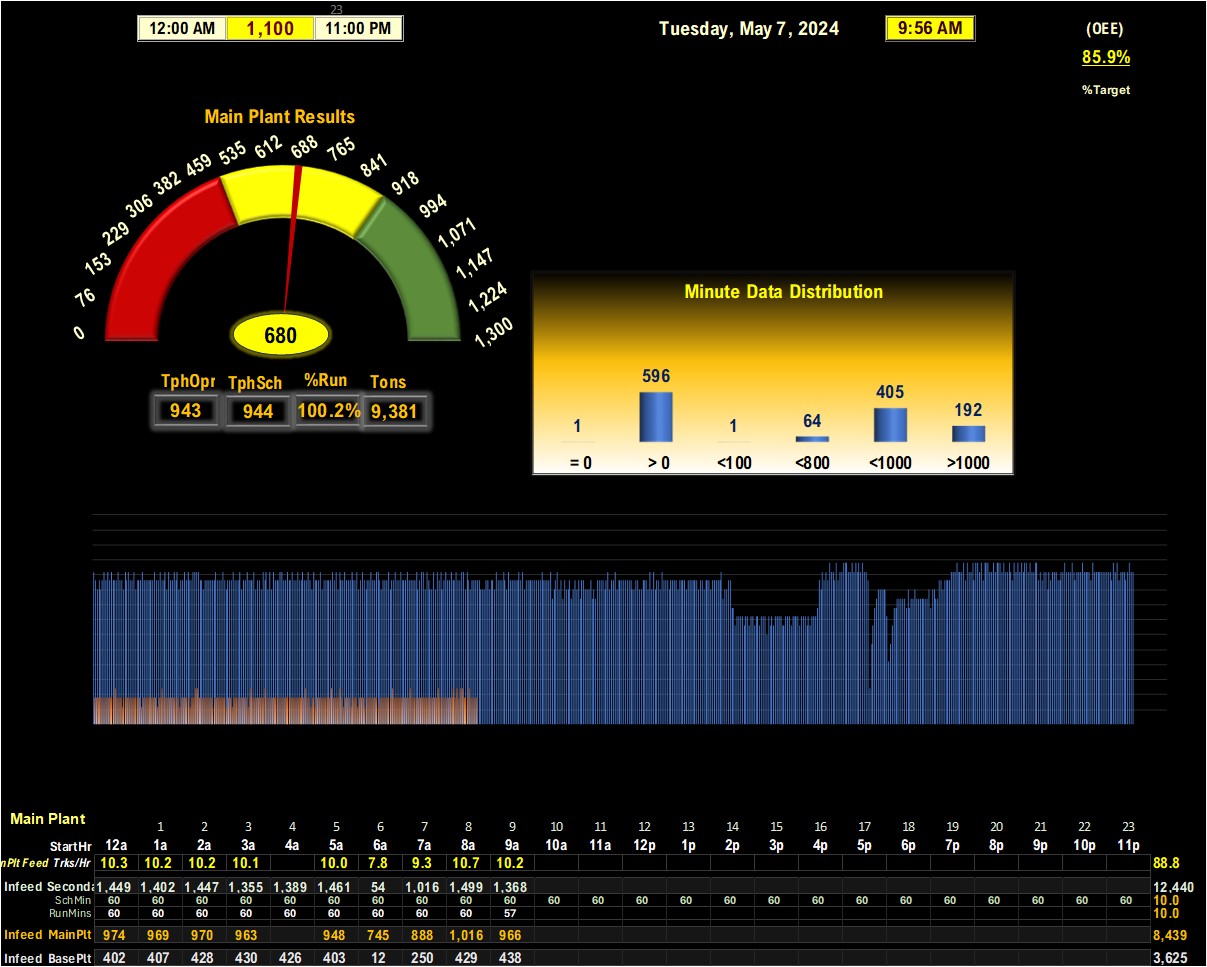 23
12:00 AM 1,100 11:00 PM
Tuesday, May 7, 2024 9:56 AM
(OEE)
85.9%
%Target
Main Plant Results
0 76 153 229 306 382 459 535 612 688 765 841 918 994 1,071 1,147 1,224 1,300
680
TphOpr TphSch %Run Tons
943 944 100.2% 9,381
Minute Data Distribution
1 596 1 64 405 192
= 0 > 0 <100 <800 <1000 >1000
Main Plant
1 2 3 4 5 6 7 8 9 10 11 12 13 14 15 16 17 18 19 20 21 22 23
StartHr 12a 1a 2a 3a 4a 5a 6a 7a 8a 9a 10a 11a 12p 1p 2p 3p 4p 5p 6p 7p 8p 9p 10p 11p
nPlt Feed Trks/Hr 10.3 10.2 10.2 10.1 10.0 7.8 9.3 10.7 10.2 88.8
Infeed Seconda 1,449 1,402 1,447 1,355 1,389 1,461 54 1,016 1,499 1,368 12,440
SchMin 60 60 60 60 60 60 60 60 60 60 60 60 60 60 60 60 60 60 60 60 60 60 60 60 10.0
RunMins 60 60 60 60 60 60 60 60 60 57 10.0
Infeed MainPlt 974 969 970 963 948 745 888 1,016 966 8,439
Infeed BasePlt 402 407 428 430 426 403 12 250 429 438 3,625